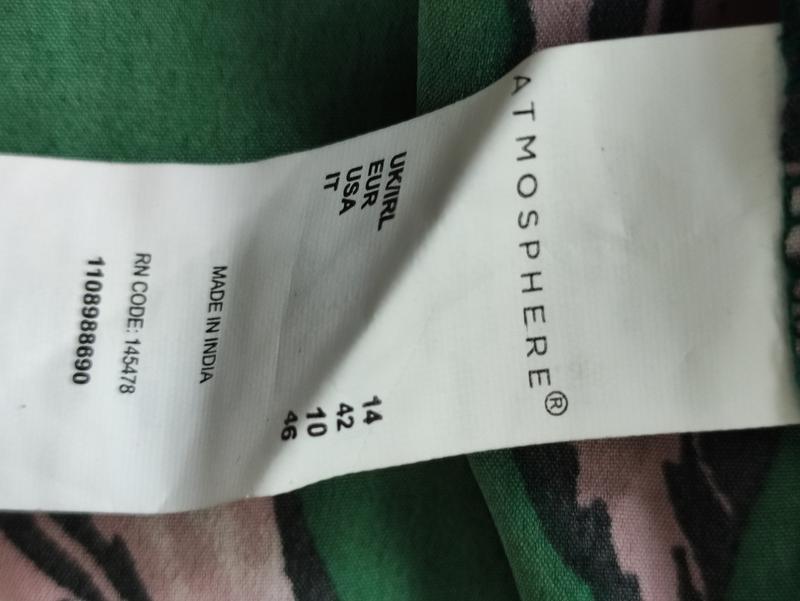 ATMOSPHERE®
UK/IRL 14
EUR 42
USA 10
IT 46
MADE IN INDIA
RN CODE: 145478
1108988690